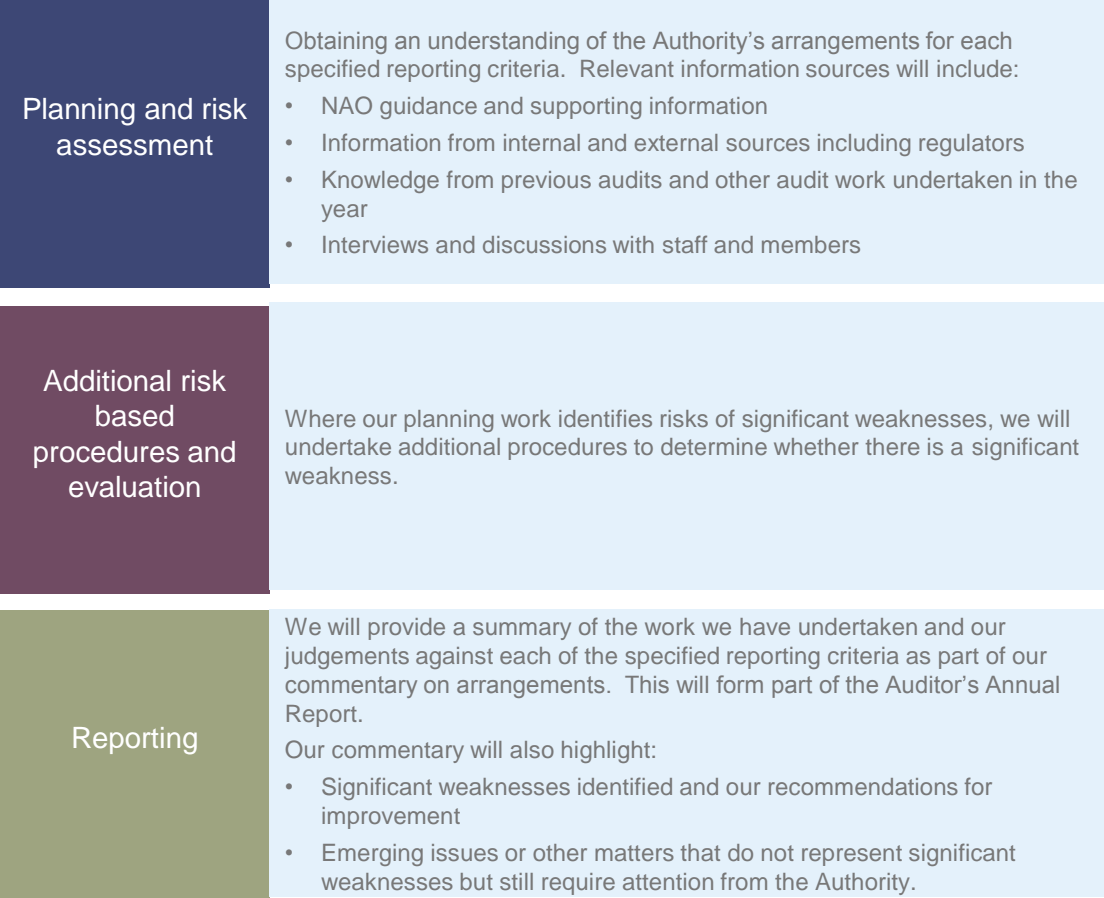 Planning and risk
assessment
Obtaining an understanding of the Authority's arrangements for each
specified reporting criteria.  Relevant information sources will include:
• NAO guidance and supporting information
• Information from internal and external sources including regulators
• Knowledge from previous audits and other audit work undertaken in the
year
• Interviews and discussions with staff and members
Additional risk
based
procedures and
evaluation
Where our planning work identifies risks of significant weaknesses, we will
undertake additional procedures to determine whether there is a significant
weakness.
Reporting
We will provide a summary of the work we have undertaken and our
judgements against each of the specified reporting criteria as part of our
commentary on arrangements.  This will form part of the Auditor's Annual
Report.
Our commentary will also highlight:
• Significant weaknesses identified and our recommendations for
improvement
• Emerging issues or other matters that do not represent significant
weaknesses but still require attention from the Authority.